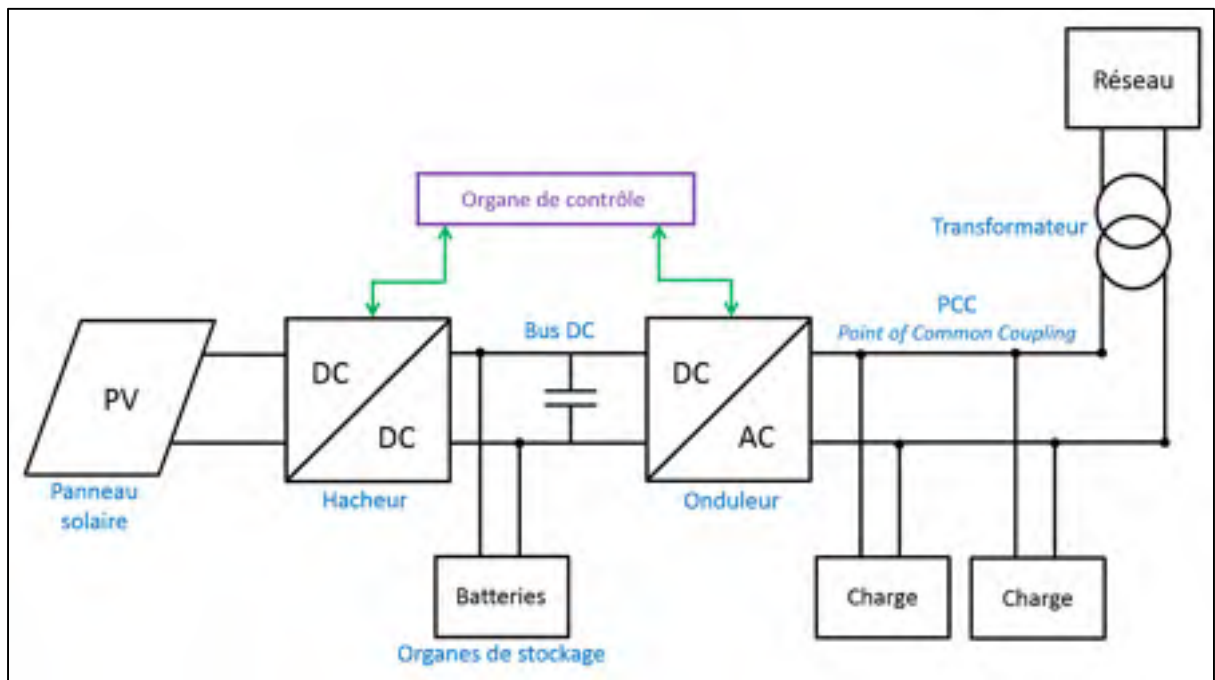 Réseau
Organe de contrôle
Transformateur
PCC
Point of Common Coupling
Bus DC
PV
DC
DC
DC
AC
Panneau
solaire
Hacheur
Onduleur
Batteries
Charge
Charge
Organes de stockage